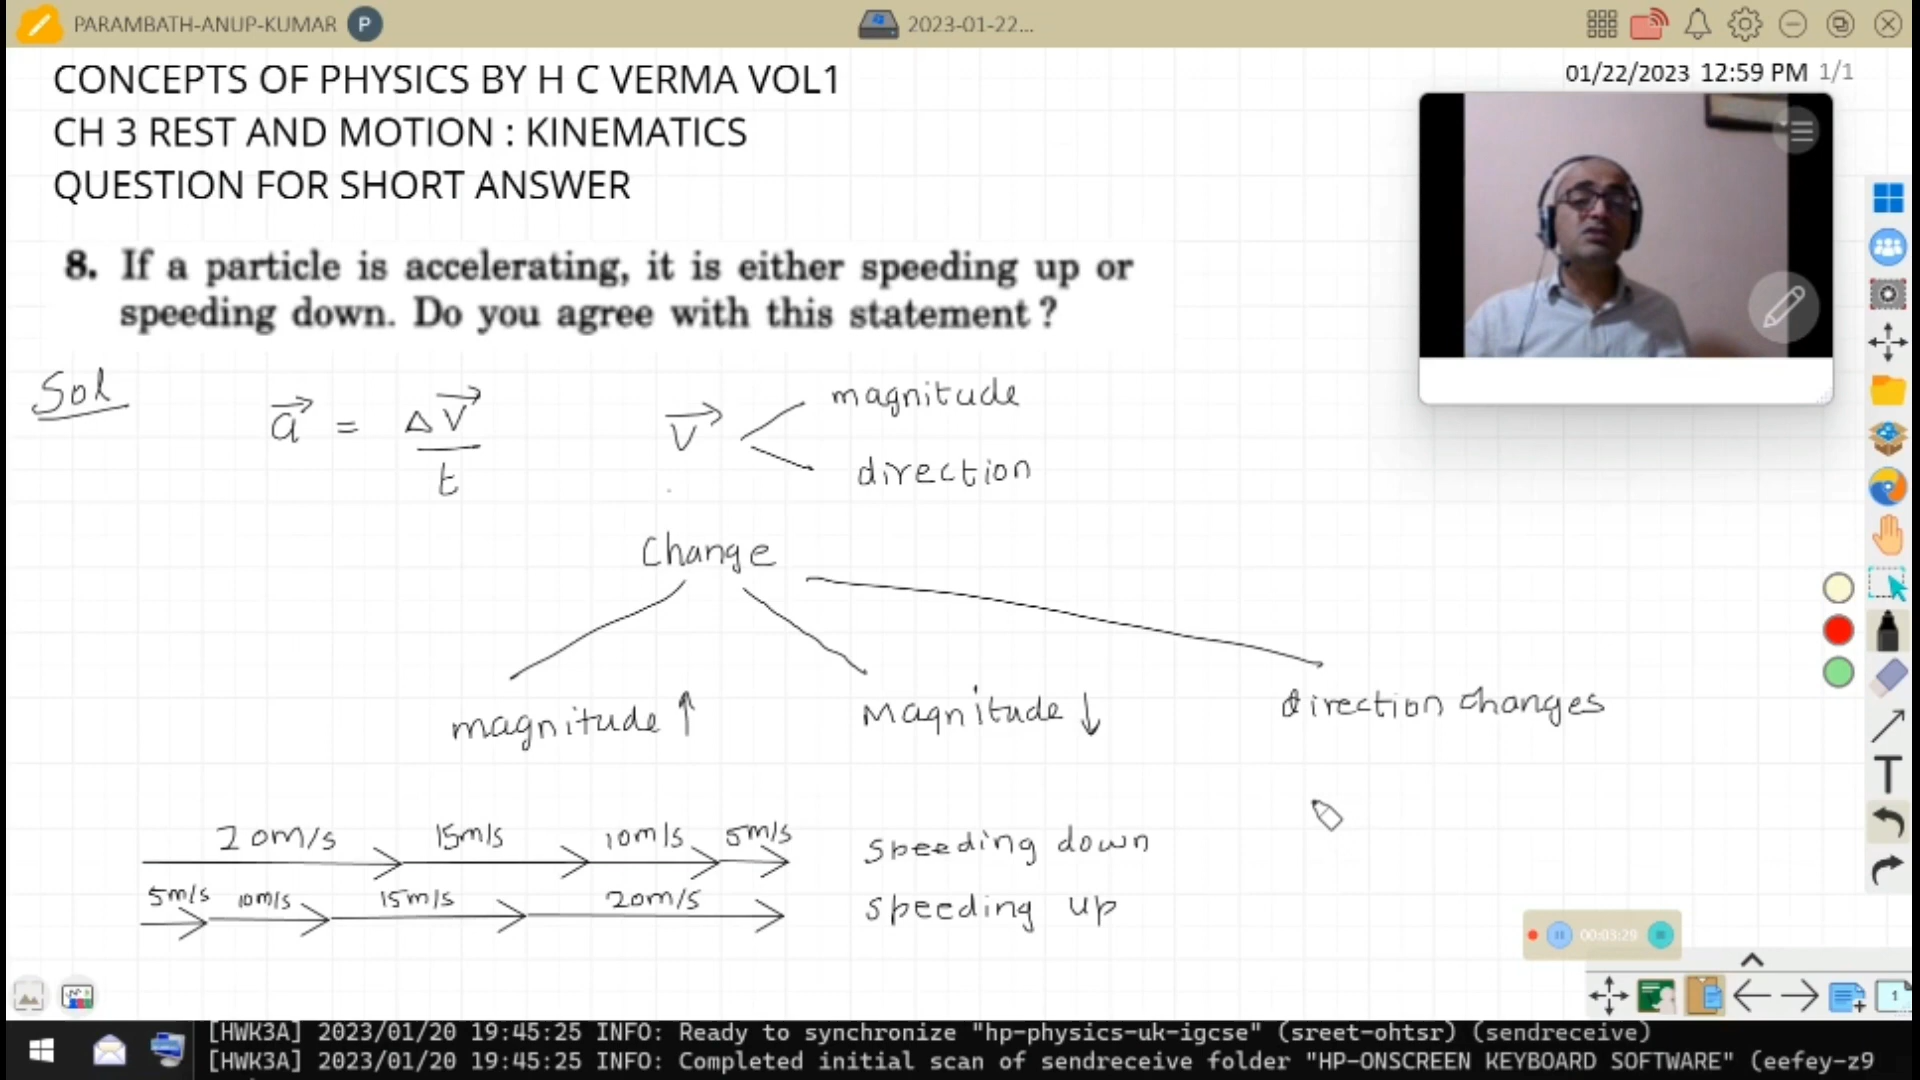 PARAMBATH-ANUP-KUMAR P 2023-01-22...
01/22/2023 12:59 PM 1/1
CONCEPTS OF PHYSICS BY H C VERMA VOL1
CH 3 REST AND MOTION : KINEMATICS
QUESTION FOR SHORT ANSWER
8. If a particle is accelerating, it is either speeding up or
speeding down. Do you agree with this statement ?
Sol
a⃗ = Δv⃗ / t
v⃗ magnitude
direction
Change
magnitude ↑ Magnitude ↓ direction changes
20m/s 15m/s 10m/s 5m/s speeding down
5m/s 10m/s 15m/s 20m/s speeding up
00:03:29
T
1
[HWK3A] 2023/01/20 19:45:25 INFO: Ready to synchronize "hp-physics-uk-igcse" (sreet-ohtsr) (sendreceive)
[HWK3A] 2023/01/20 19:45:25 INFO: Completed initial scan of sendreceive folder "HP-ONSCREEN KEYBOARD SOFTWARE" (eefey-z9